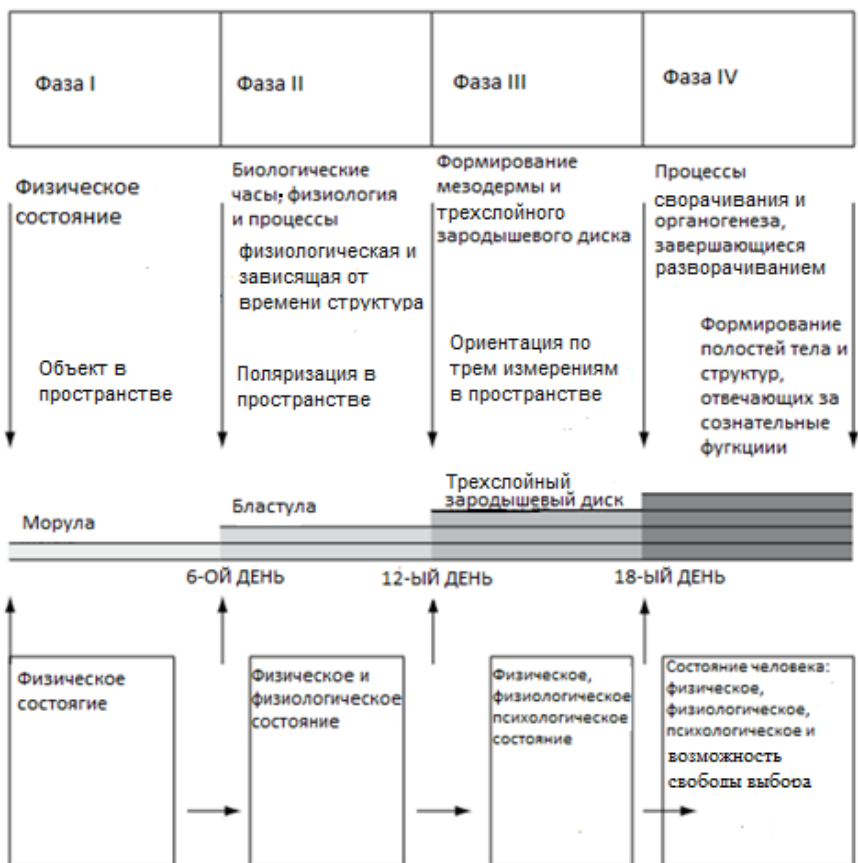 Фаза I
Фаза II
Фаза III
Фаза IV
Физическое
состояние
Объект в
пространстве
Биологические
часы, физиология
и процессы
физиологическая и
зависящая от
времени структура
Поляризация в
пространстве
Формирование
мезодермы и
трехслойного
зародышевого диска
Ориентация по
трем измерениям
в пространстве
Процессы
сворачивания и
органогенеза,
завершающиеся
разворачиванием
Формирование
полостей тела и
структур,
отвечающих за
сознательные
фугкциии
Морула
Бластула
Трехслойный
зародышевый диск
6-ОЙ ДЕНЬ
12-ЫЙ ДЕНЬ
18-ЫЙ ДЕНЬ
Физическое
состоягие
Физическое и
физиологическое
состояние
Физическое,
физиологическое
психологическое
состояние
Состояние человека:
физическое,
физиологическое,
психологическое и
возможность
свободы выбора